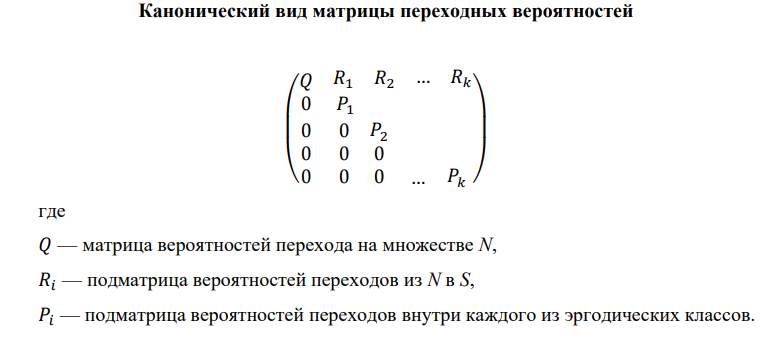 Канонический вид матрицы переходных вероятностей
Q R₁ R₂ … Rₖ
0 P₁
0 0 P₂
0 0 0
0 0 0 … Pₖ
где
Q — матрица вероятностей перехода на множестве N,
Rᵢ — подматрица вероятностей переходов из N в S,
Pᵢ — подматрица вероятностей переходов внутри каждого из эргодических классов.